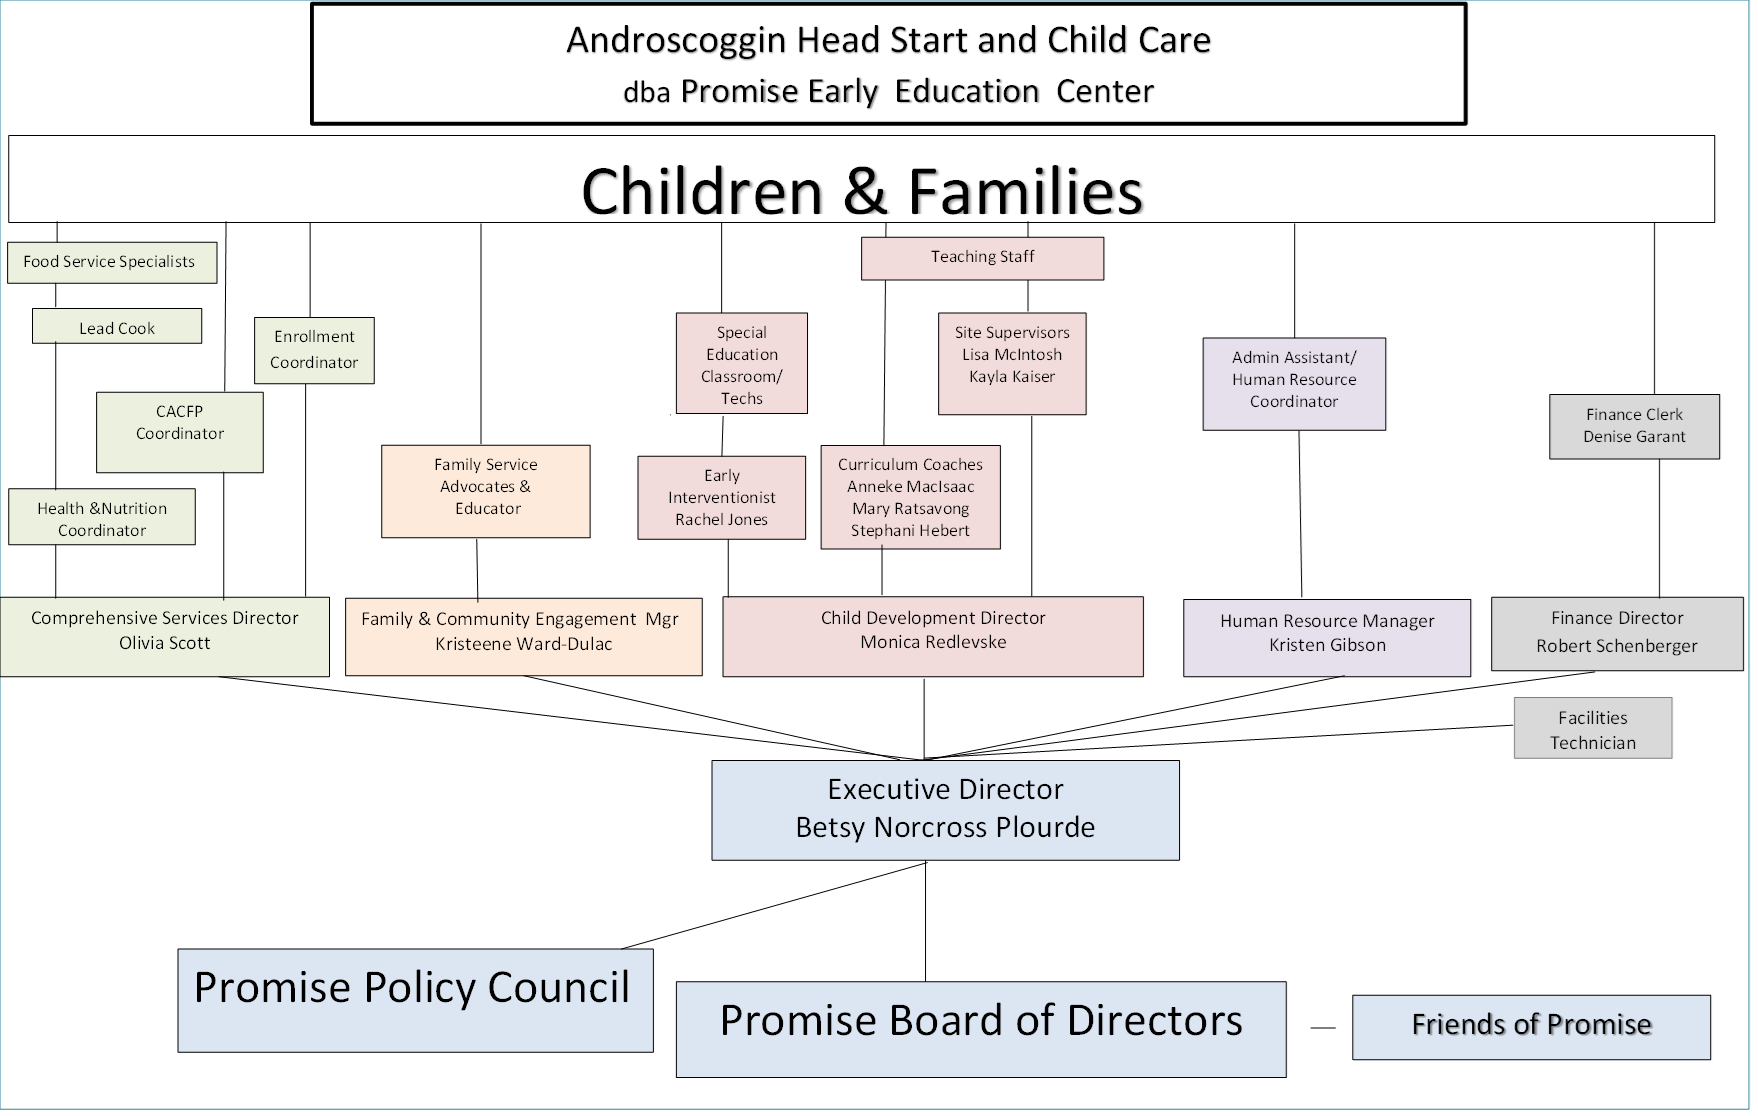 Androscoggin Head Start and Child Care
dba Promise Early Education Center
Children & Families
Food Service Specialists
Lead Cook
Enrollment
Coordinator
CACFP
Coordinator
Health &Nutrition
Coordinator
Comprehensive Services Director
Olivia Scott
Family Service
Advocates &
Educator
Family & Community Engagement Mgr
Kristeene Ward-Dulac
Teaching Staff
Special
Education
Classroom/
Techs
Early
Interventionist
Rachel Jones
Site Supervisors
Lisa McIntosh
Kayla Kaiser
Curriculum Coaches
Anneke MacIsaac
Mary Ratsavong
Stephani Hebert
Child Development Director
Monica Redlevske
Admin Assistant/
Human Resource
Coordinator
Human Resource Manager
Kristen Gibson
Finance Clerk
Denise Garant
Finance Director
Robert Schenberger
Facilities
Technician
Executive Director
Betsy Norcross Plourde
Promise Policy Council
Promise Board of Directors
Friends of Promise